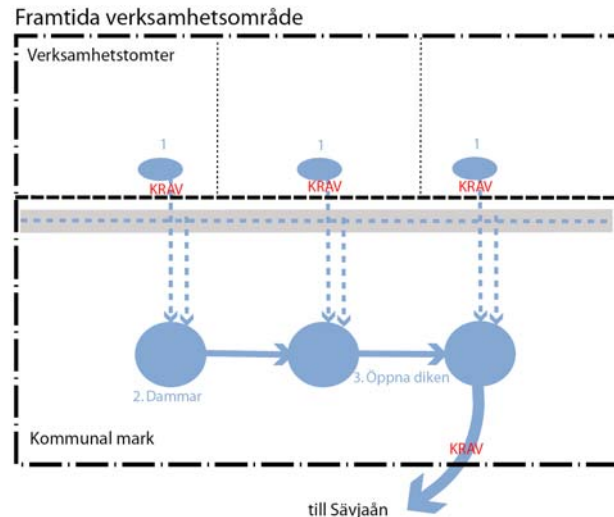 Framtida verksamhetsområde
Verksamhetstomter
1 1 1
KRAV KRAV KRAV
3. Öppna diken
2. Dammar
Kommunal mark
KRAV
till Sävjaån